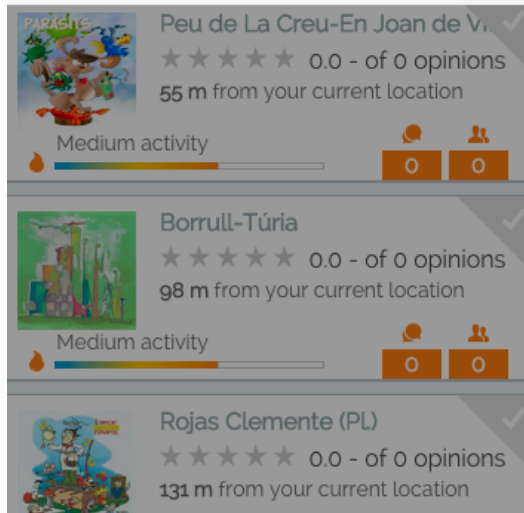 PARÀSITS
Peu de La Creu-En Joan de Vi...
0.0 - of 0 opinions
55 m from your current location
Medium activity
0 0
Borrull-Túria
0.0 - of 0 opinions
98 m from your current location
Medium activity
0 0
Rojas Clemente (Pl.)
0.0 - of 0 opinions
131 m from your current location